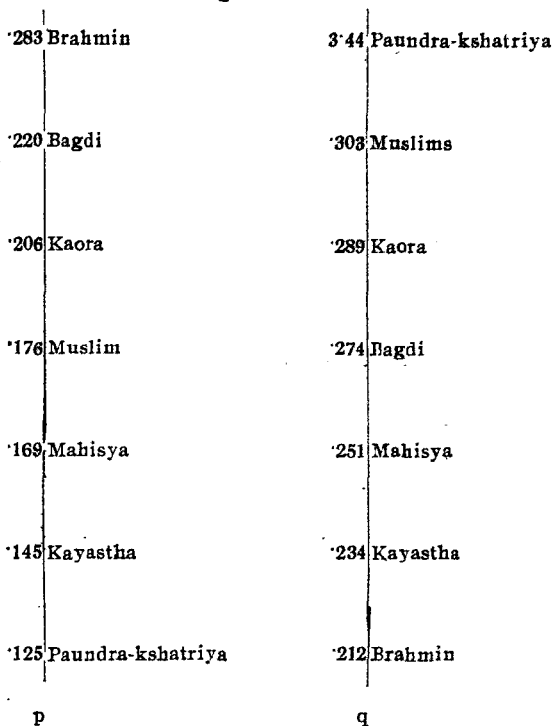 ·283 Brahmin 3·44 Paundra-kshatriya
·220 Bagdi ·303 Muslims
·206 Kaora ·289 Kaora
·176 Muslim ·274 Bagdi
·169 Mahisya ·251 Mahisya
·145 Kayastha ·234 Kayastha
·125 Paundra-kshatriya ·212 Brahmin
p q